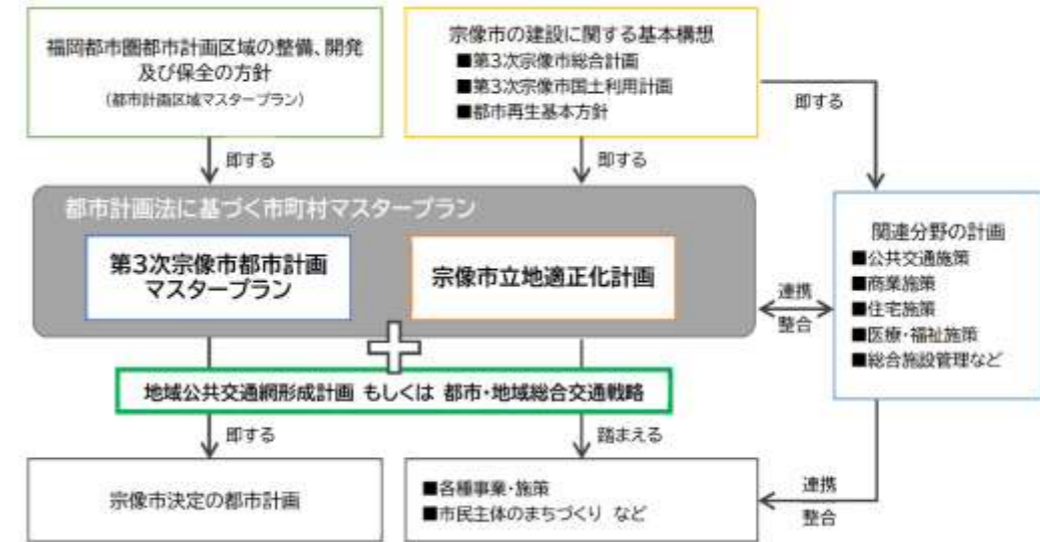 福岡都市圏都市計画区域の整備、開発
及び保全の方針
（都市計画区域マスタープラン）
宗像市の建設に関する基本構想
■第3次宗像市総合計画
■第3次宗像市国土利用計画
■都市再生基本方針
即する
即する
即する
都市計画法に基づく市町村マスタープラン
第3次宗像市都市計画
マスタープラン
宗像市立地適正化計画
連携
整合
関連分野の計画
■公共交通施策
■商業施策
■住宅施策
■医療・福祉施策
■総合施設管理など
地域公共交通網形成計画 もしくは 都市・地域総合交通戦略
即する
踏まえる
宗像市決定の都市計画
■各種事業・施策
■市民主体のまちづくり など
連携
整合